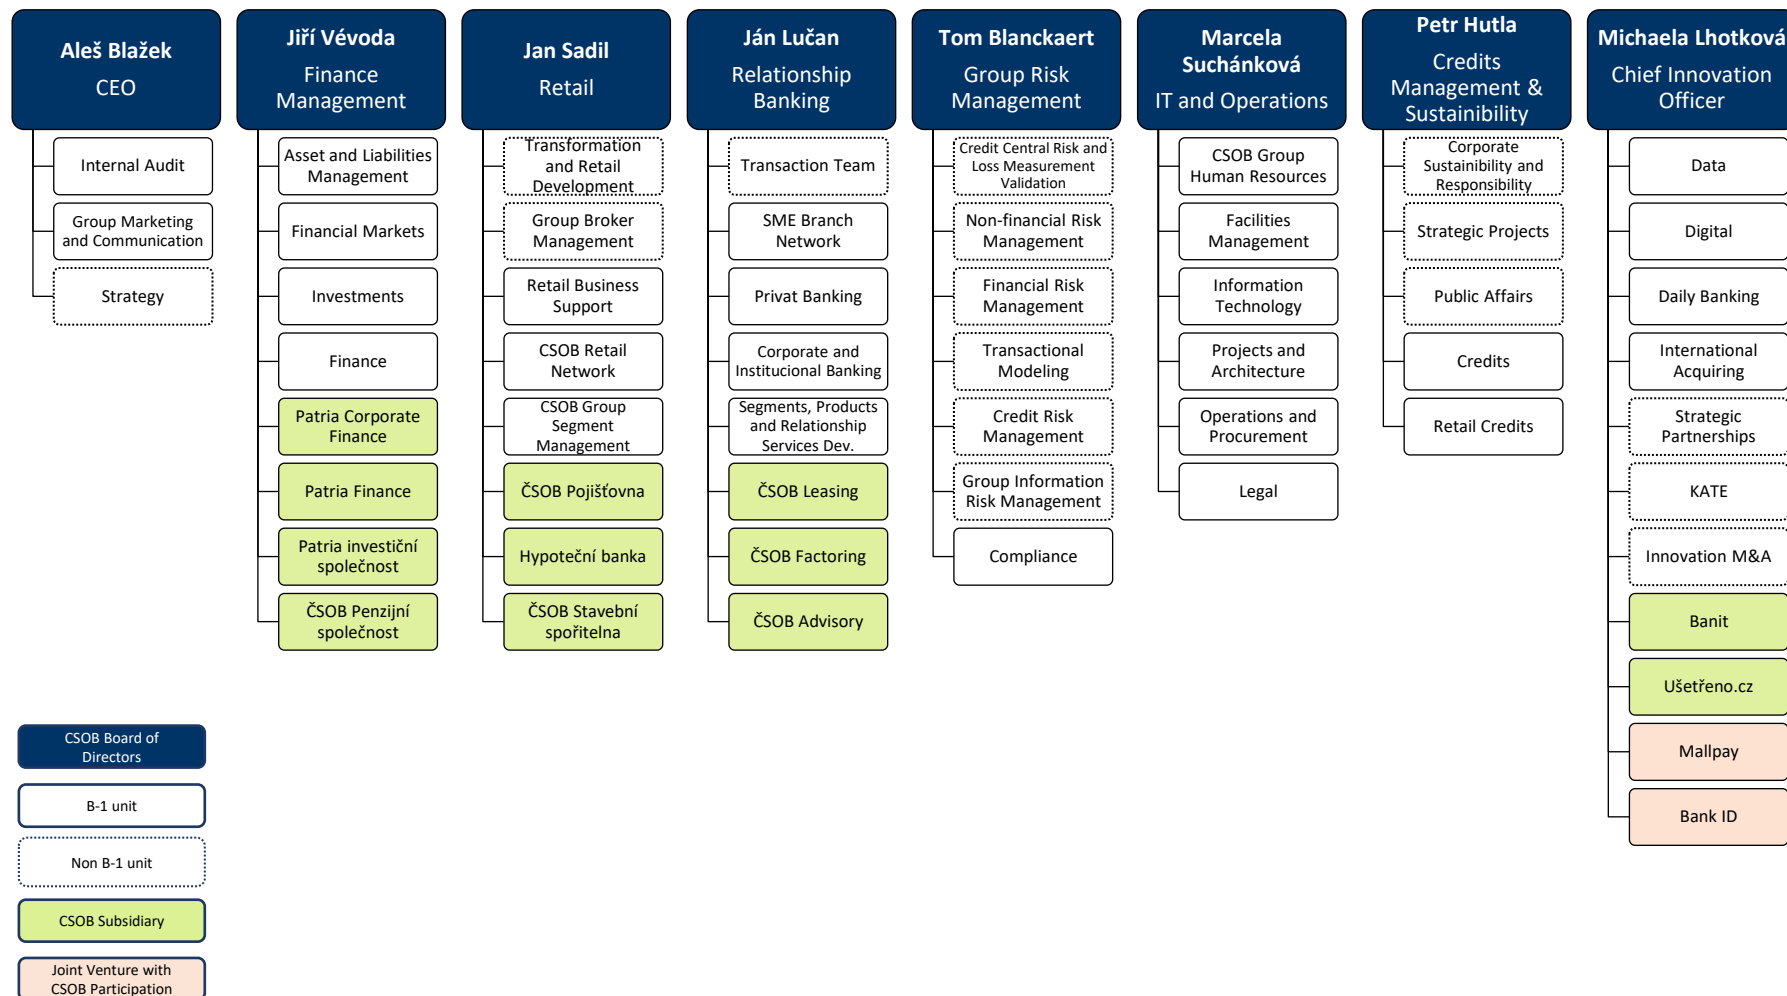 Aleš Blažek
CEO
Internal Audit
Group Marketing
and Communication
Strategy
Jiří Vévoda
Finance
Management
Asset and Liabilities
Management
Financial Markets
Investments
Finance
Patria Corporate
Finance
Patria Finance
Patria investiční
společnost
ČSOB Penzijní
společnost
Jan Sadil
Retail
Transformation
and Retail
Development
Group Broker
Management
Retail Business
Support
CSOB Retail
Network
CSOB Group
Segment
Management
ČSOB Pojišťovna
Hypoteční banka
ČSOB Stavební
spořitelna
Ján Lučan
Relationship
Banking
Transaction Team
SME Branch
Network
Privat Banking
Corporate and
Institucional Banking
Segments, Products
and Relationship
Services Dev.
ČSOB Leasing
ČSOB Factoring
ČSOB Advisory
Tom Blanckaert
Group Risk
Management
Credit Central Risk and
Loss Measurement
Validation
Non-financial Risk
Management
Financial Risk
Management
Transactional
Modeling
Credit Risk
Management
Group Information
Risk Management
Compliance
Marcela
Suchánková
IT and Operations
CSOB Group
Human Resources
Facilities
Management
Information
Technology
Projects and
Architecture
Operations and
Procurement
Legal
Petr Hutla
Credits
Management &
Sustainibility
Corporate
Sustainibility and
Responsibility
Strategic Projects
Public Affairs
Credits
Retail Credits
Michaela Lhotková
Chief Innovation
Officer
Data
Digital
Daily Banking
International
Acquiring
Strategic
Partnerships
KATE
Innovation M&A
Banit
Ušetřeno.cz
Mallpay
Bank ID
CSOB Board of
Directors
B-1 unit
Non B-1 unit
CSOB Subsidiary
Joint Venture with
CSOB Participation